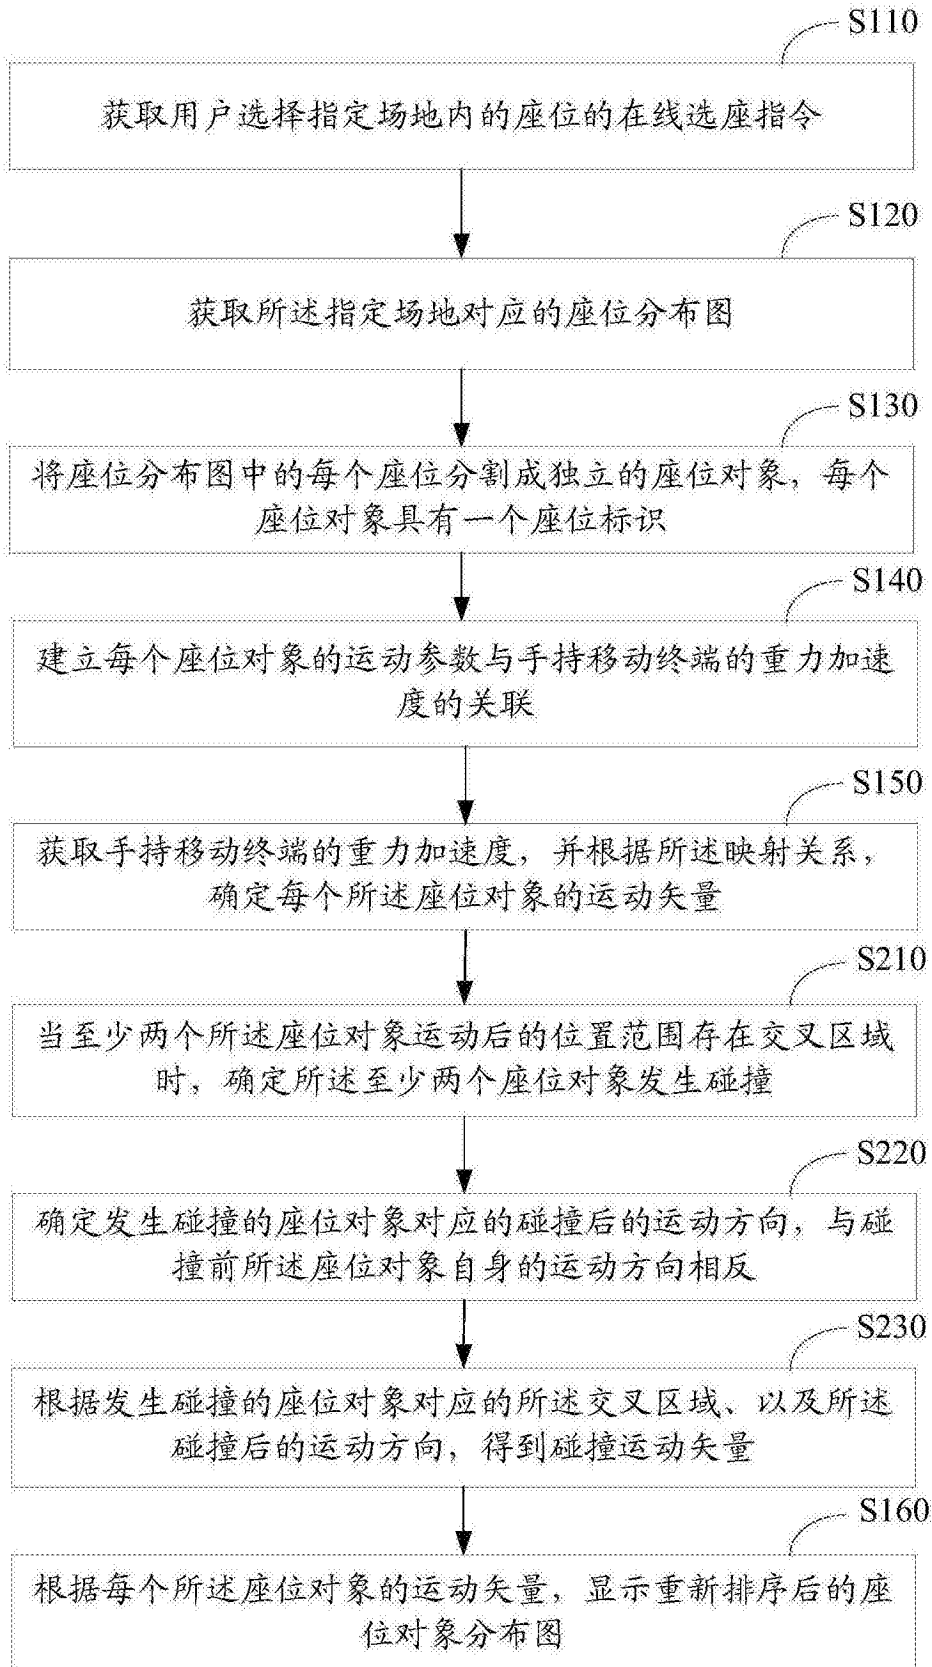 S110
获取用户选择指定场地内的座位的在线选座指令
S120
获取所述指定场地对应的座位分布图
S130
将座位分布图中的每个座位分割成独立的座位对象，每个
座位对象具有一个座位标识
S140
建立每个座位对象的运动参数与手持移动终端的重力加速
度的关联
S150
获取手持移动终端的重力加速度，并根据所述映射关系，
确定每个所述座位对象的运动矢量
S210
当至少两个所述座位对象运动后的位置范围存在交叉区域
时，确定所述至少两个座位对象发生碰撞
S220
确定发生碰撞的座位对象对应的碰撞后的运动方向，与碰
撞前所述座位对象自身的运动方向相反
S230
根据发生碰撞的座位对象对应的所述交叉区域、以及所述
碰撞后的运动方向，得到碰撞运动矢量
S160
根据每个所述座位对象的运动矢量，显示重新排序后的座
位对象分布图